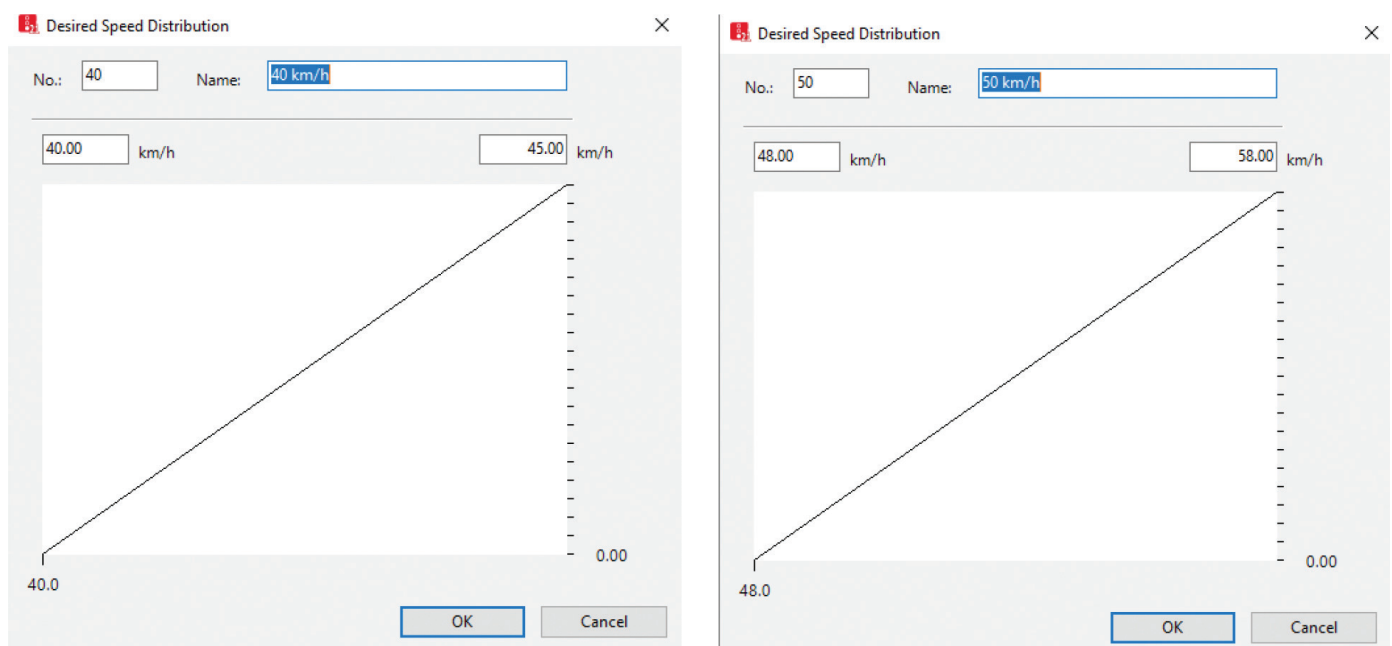 Desired Speed Distribution
No.: 40 Name: 40 km/h
40.00 km/h 45.00 km/h
0.00
40.0
OK Cancel
Desired Speed Distribution
No.: 50 Name: 50 km/h
48.00 km/h 58.00 km/h
0.00
48.0
OK Cancel